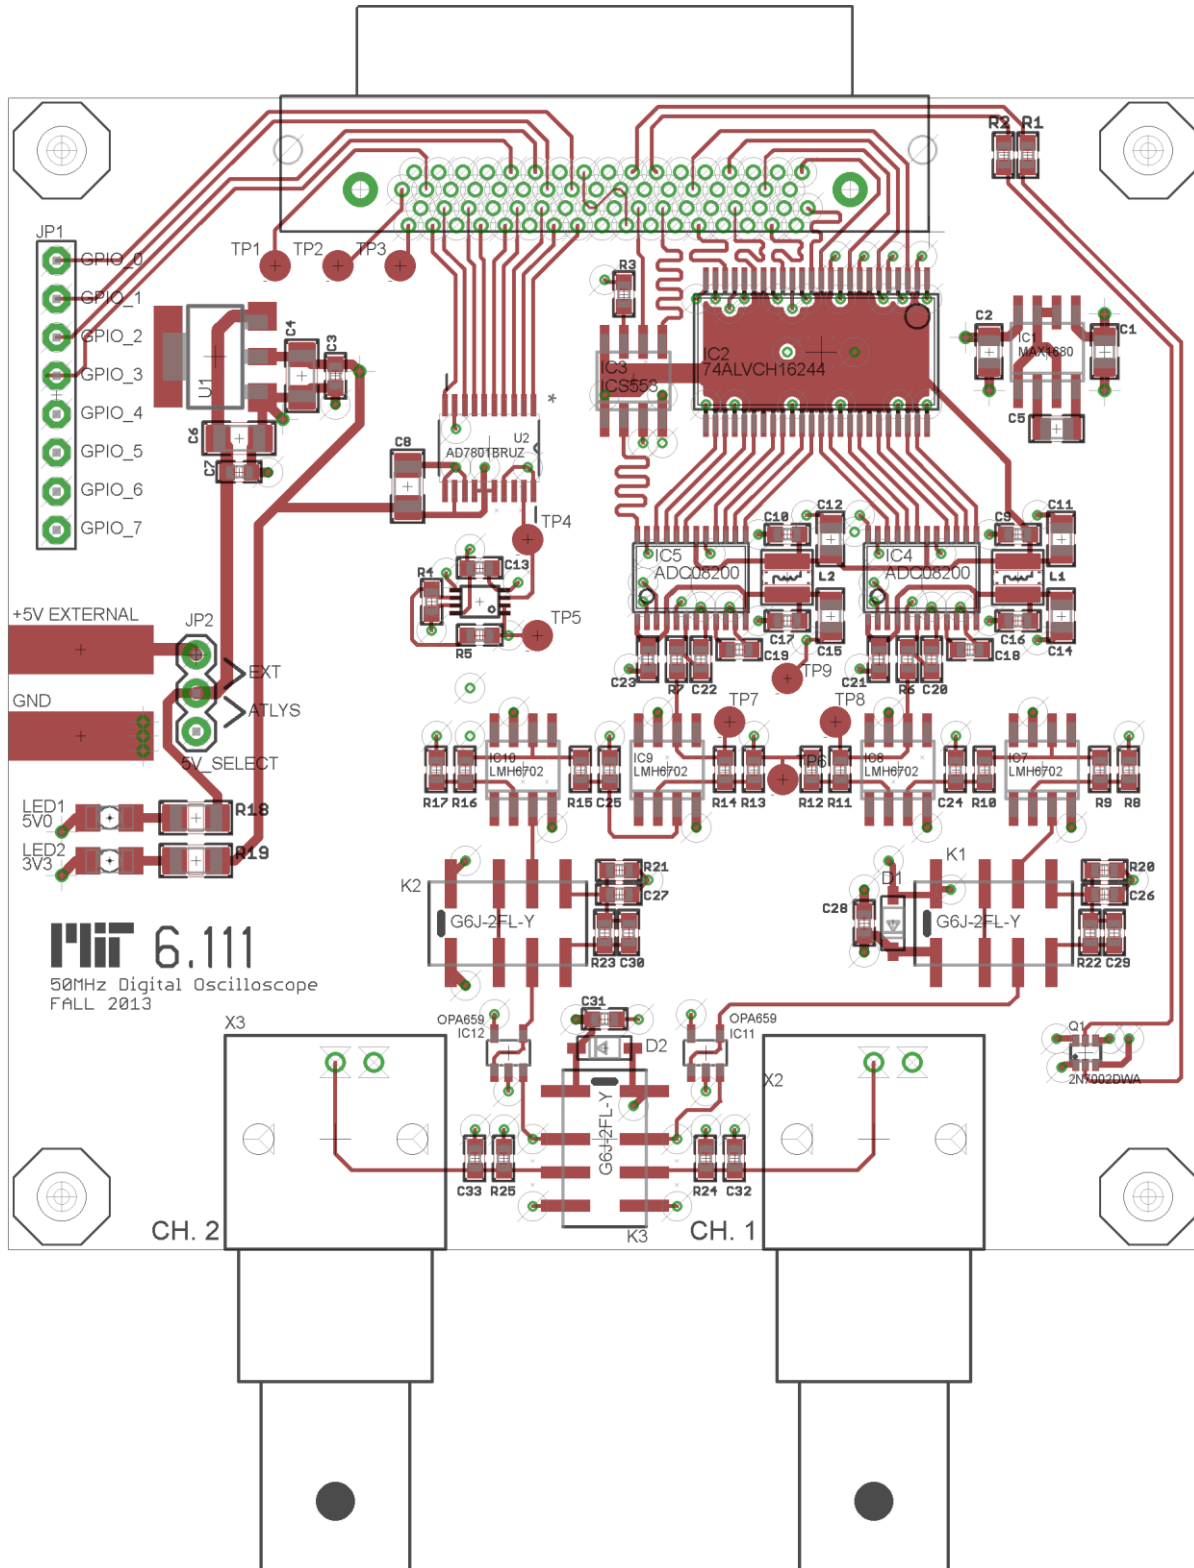 R2 R1
JP1
GPIO_0
GPIO_1
GPIO_2
GPIO_3
GPIO_4
GPIO_5
GPIO_6
GPIO_7
TP1 TP2 TP3
R3
U1
C4
C3
C6
C7
IC3
ICS553
IC2
74ALVCH16244
C2
IC1
MAX1680
C1
C5
*
U2
AD7801BRUZ
C8
TP4
C13
R4
R5
TP5
IC5
ADC08200
C10
C12
L2
C17
C15
C19
IC4
ADC08200
C9
C11
L1
C16
C14
C18
C23
R7
C22
TP9
C21
R6
C20
+5V EXTERNAL
JP2
EXT
ATLYS
GND
5V_SELECT
TP7
TP8
TP6
R17 R16
IC10
LMH6702
R15 C25
IC9
LMH6702
R14 R13
R12 R11
IC8
LMH6702
C24 R10
IC7
LMH6702
R9 R8
LED1
5V0
R18
LED2
3V3
R19
K2
G6J-2FL-Y
R21
C27
R23 C30
C28
D1
K1
G6J-2FL-Y
R20
C26
R22 C29
MIT 6.111
50MHz Digital Oscilloscope
FALL 2013
X3
OPA659
IC12
C31
D2
OPA659
IC11
X2
Q1
2N7002DWA
G6J-2FL-Y
C33 R25
R24 C32
K3
CH. 2
CH. 1